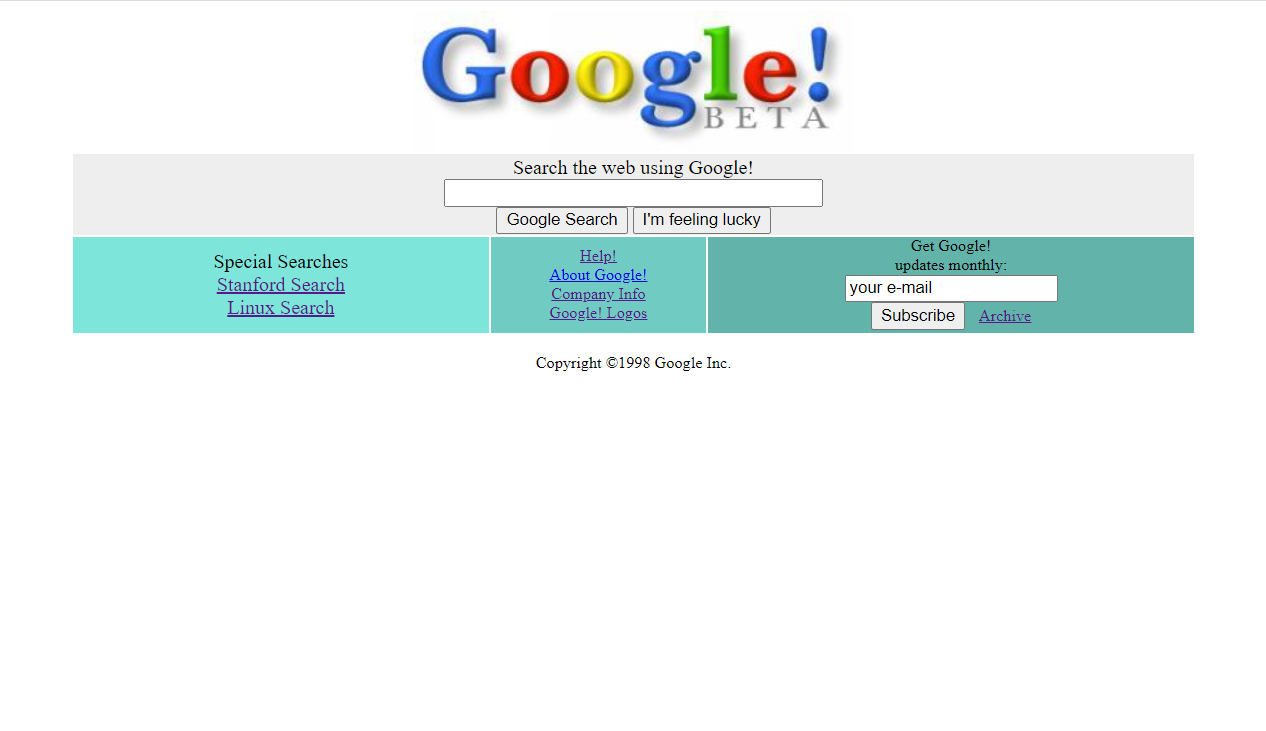 Google!
BETA
Search the web using Google!
Google Search I'm feeling lucky
Special Searches
Stanford Search
Linux Search
Help!
About Google!
Company Info
Google! Logos
Get Google!
updates monthly:
your e-mail
Subscribe Archive
Copyright ©1998 Google Inc.